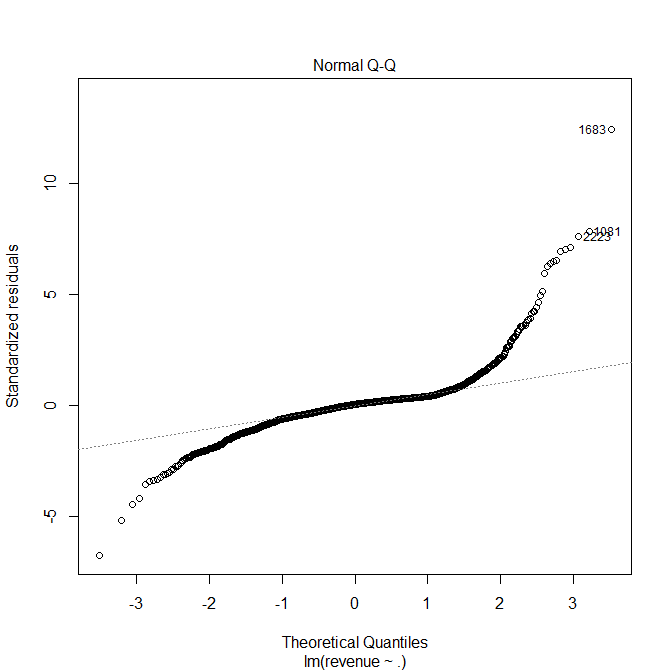 Normal Q-Q
Standardized residuals
10
5
0
-5
1683
1081
2223
-3 -2 -1 0 1 2 3
Theoretical Quantiles
lm(revenue ~ .)